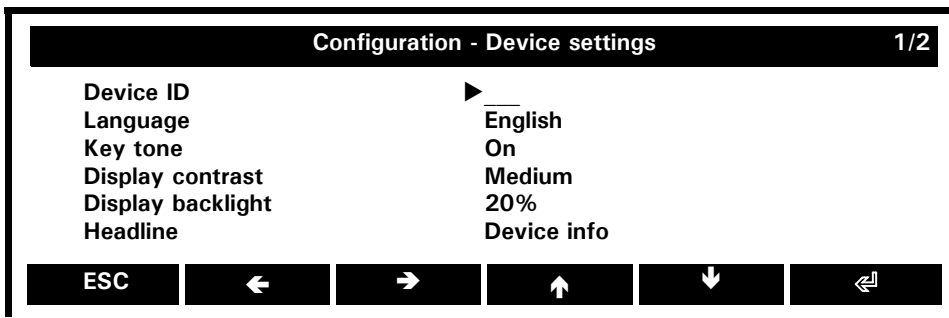 Configuration - Device settings 1/2
Device ID ▶___
Language English
Key tone On
Display contrast Medium
Display backlight 20%
Headline Device info
ESC ← → ↑ ↓ ↵